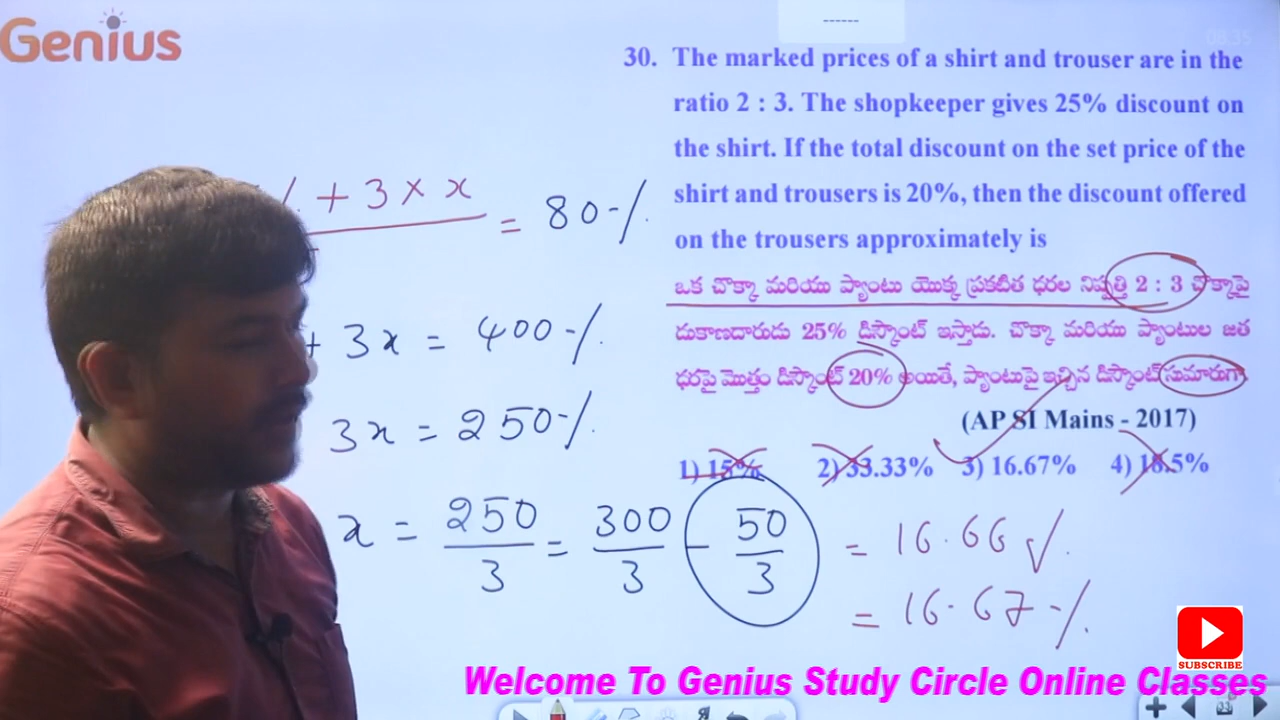 Genius
------
08:35
30. The marked prices of a shirt and trouser are in the
ratio 2 : 3. The shopkeeper gives 25% discount on
the shirt. If the total discount on the set price of the
shirt and trousers is 20%, then the discount offered
on the trousers approximately is
ఒక చొక్కా మరియు ప్యాంటు యొక్క ప్రకటిత ధరల నిష్పత్తి 2 : 3 చొక్కాపై
దుకాణదారుడు 25% డిస్కౌంట్ ఇస్తాడు. చొక్కా మరియు ప్యాంటుల జత
ధరపై మొత్తం డిస్కౌంట్ 20% అయితే, ప్యాంటుపై ఇచ్చిన డిస్కౌంట్ సుమారుగా
(AP SI Mains - 2017)
1) 15% 2) 33.33% 3) 16.67% 4) 18.5%
% + 3 × x = 80%
+ 3x = 400%
3x = 250%
x = 250/3 = 300/3 - 50/3 = 16.66
= 16.67%
SUBSCRIBE
Welcome To Genius Study Circle Online Classes
33